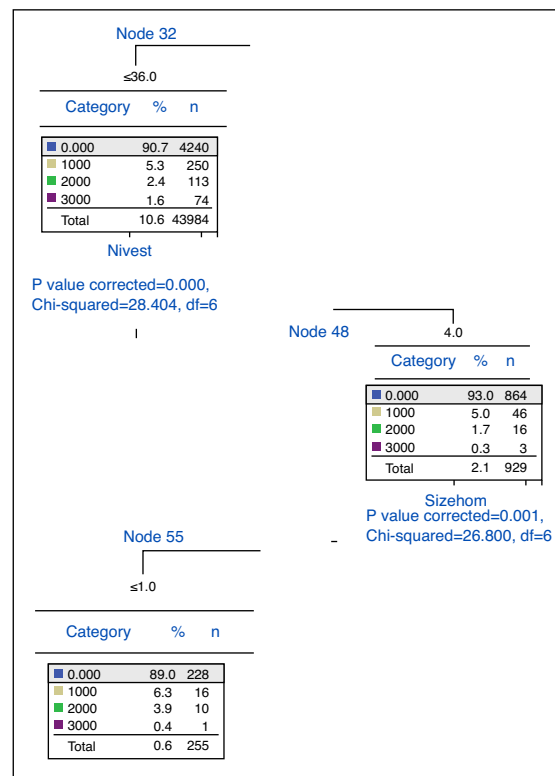 Node 32
≤36.0
Category % n
0.000 90.7 4240
1000 5.3 250
2000 2.4 113
3000 1.6 74
Total 10.6 43984
Nivest
P value corrected=0.000,
Chi-squared=28.404, df=6
Node 48
4.0
Category % n
0.000 93.0 864
1000 5.0 46
2000 1.7 16
3000 0.3 3
Total 2.1 929
Sizehom
P value corrected=0.001,
Chi-squared=26.800, df=6
Node 55
≤1.0
Category % n
0.000 89.0 228
1000 6.3 16
2000 3.9 10
3000 0.4 1
Total 0.6 255